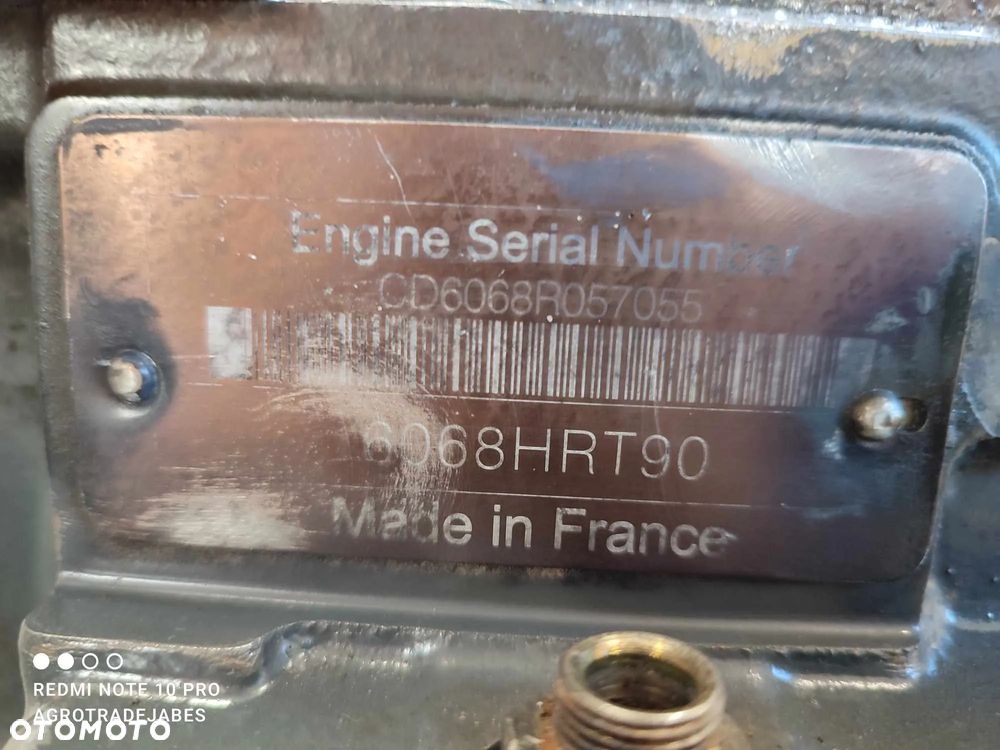 Engine Serial Number
CD6068R057055
6068HRT90
Made in France
REDMI NOTE 10 PRO
AGROTRADEJABES
OTOMOTO